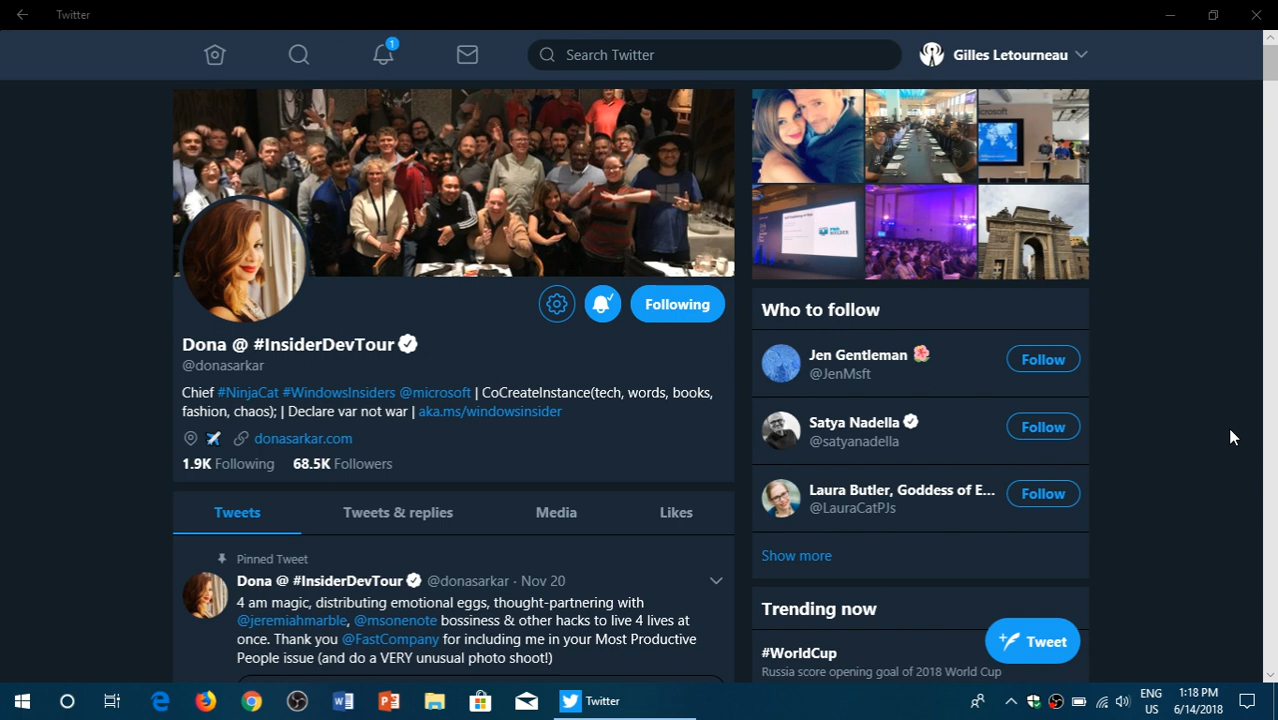 Twitter
1
Search Twitter
Gilles Letourneau
Following
Dona @ #InsiderDevTour
@donasarkar
Chief #NinjaCat #WindowsInsiders @microsoft | CoCreateInstance(tech, words, books,
fashion, chaos); | Declare var not war | aka.ms/windowsinsider
donasarkar.com
1.9K Following 68.5K Followers
Tweets
Tweets & replies
Media
Likes
Pinned Tweet
Dona @ #InsiderDevTour @donasarkar · Nov 20
4 am magic, distributing emotional eggs, thought-partnering with
@jeremiahmarble, @msonenote bossiness & other hacks to live 4 lives at
once. Thank you @FastCompany for including me in your Most Productive
People issue (and do a VERY unusual photo shoot!)
Who to follow
Jen Gentleman
@JenMsft
Follow
Satya Nadella
@satyanadella
Follow
Laura Butler, Goddess of E...
@LauraCatPJs
Follow
Show more
Trending now
#WorldCup
Russia score opening goal of 2018 World Cup
Tweet
Twitter
ENG
US
1:18 PM
6/14/2018